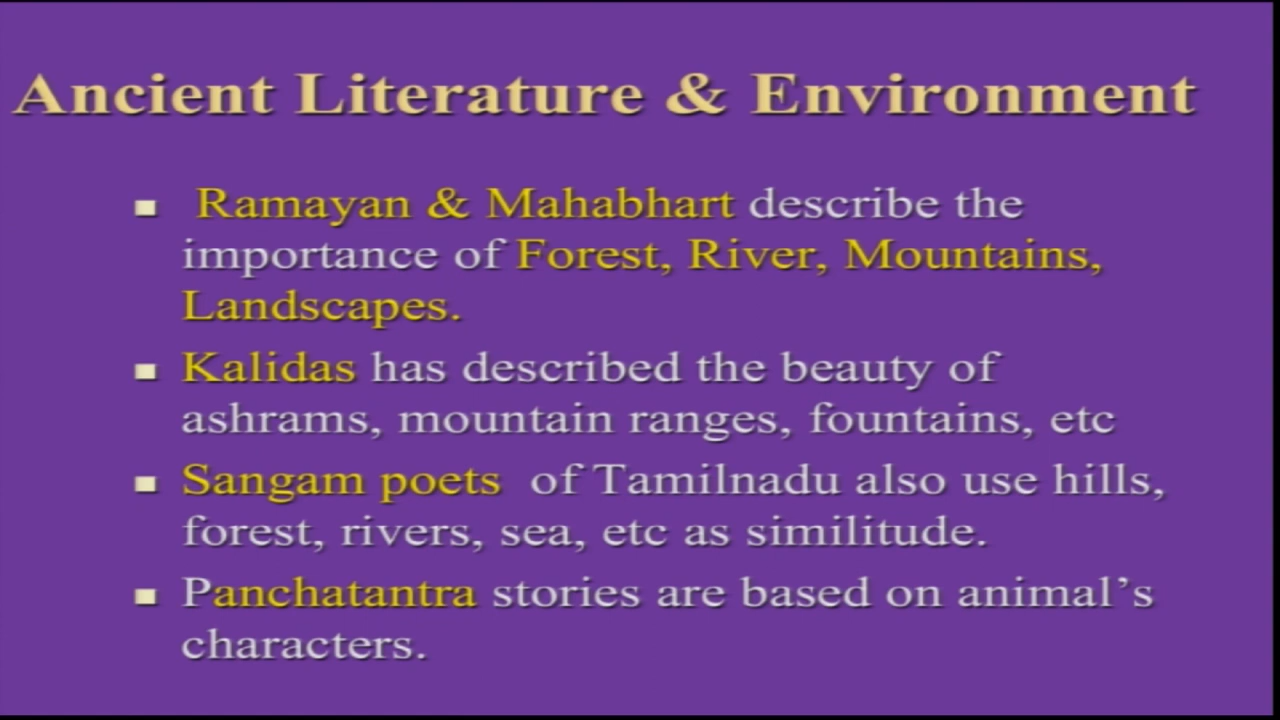 Ancient Literature & Environment
Ramayan & Mahabhart describe the
importance of Forest, River, Mountains,
Landscapes.
Kalidas has described the beauty of
ashrams, mountain ranges, fountains, etc
Sangam poets of Tamilnadu also use hills,
forest, rivers, sea, etc as similitude.
Panchatantra stories are based on animal’s
characters.